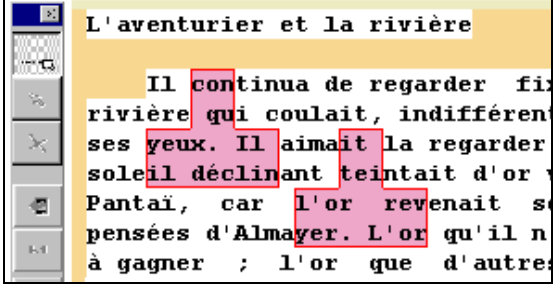 L'aventurier et la rivière
Il continua de regarder fix
rivière qui coulait, indifférent
ses yeux. Il aimait la regarder
soleil déclinant teintait d'or
Pantaï, car l'or revenait s
pensées d'Almayer. L'or qu'il n
à gagner ; l'or que d'autres